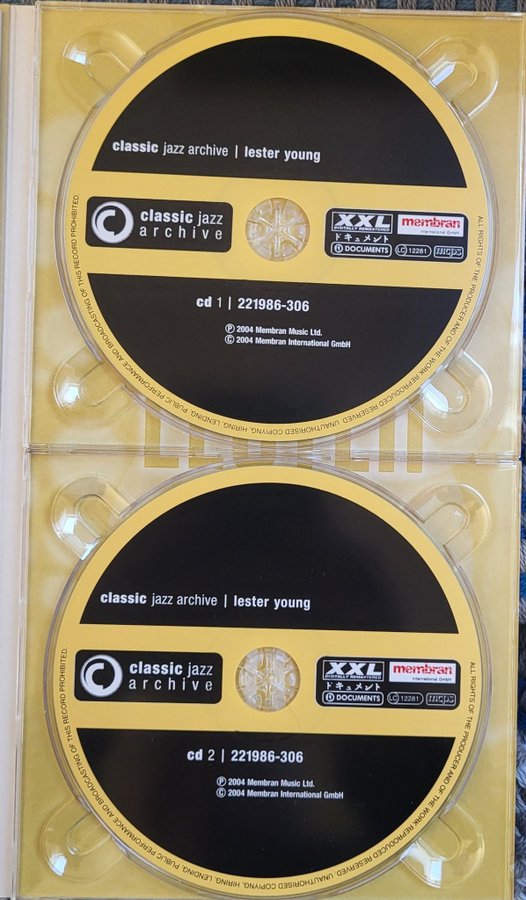 classic jazz archive | lester young
classic jazz
archive
XXL
DIGITALLY REMASTERED
membran
International GmbH
ドキュメント
DOCUMENTS
LC 12281
mcps
cd 1 | 221986-306
℗ 2004 Membran Music Ltd.
© 2004 Membran International GmbH
ALL RIGHTS OF THE PRODUCER AND OF THE WORK REPRODUCED RESERVED. UNAUTHORISED COPIYNG, HIRING, LENDING, PUBLIC PERFORMANCE AND BROADCASTING OF THIS RECORD PROHIBITED.
classic jazz archive | lester young
classic jazz
archive
XXL
DIGITALLY REMASTERED
membran
International GmbH
ドキュメント
DOCUMENTS
LC 12281
mcps
cd 2 | 221986-306
℗ 2004 Membran Music Ltd.
© 2004 Membran International GmbH
ALL RIGHTS OF THE PRODUCER AND OF THE WORK REPRODUCED RESERVED. UNAUTHORISED COPIYNG, HIRING, LENDING, PUBLIC PERFORMANCE AND BROADCASTING OF THIS RECORD PROHIBITED.